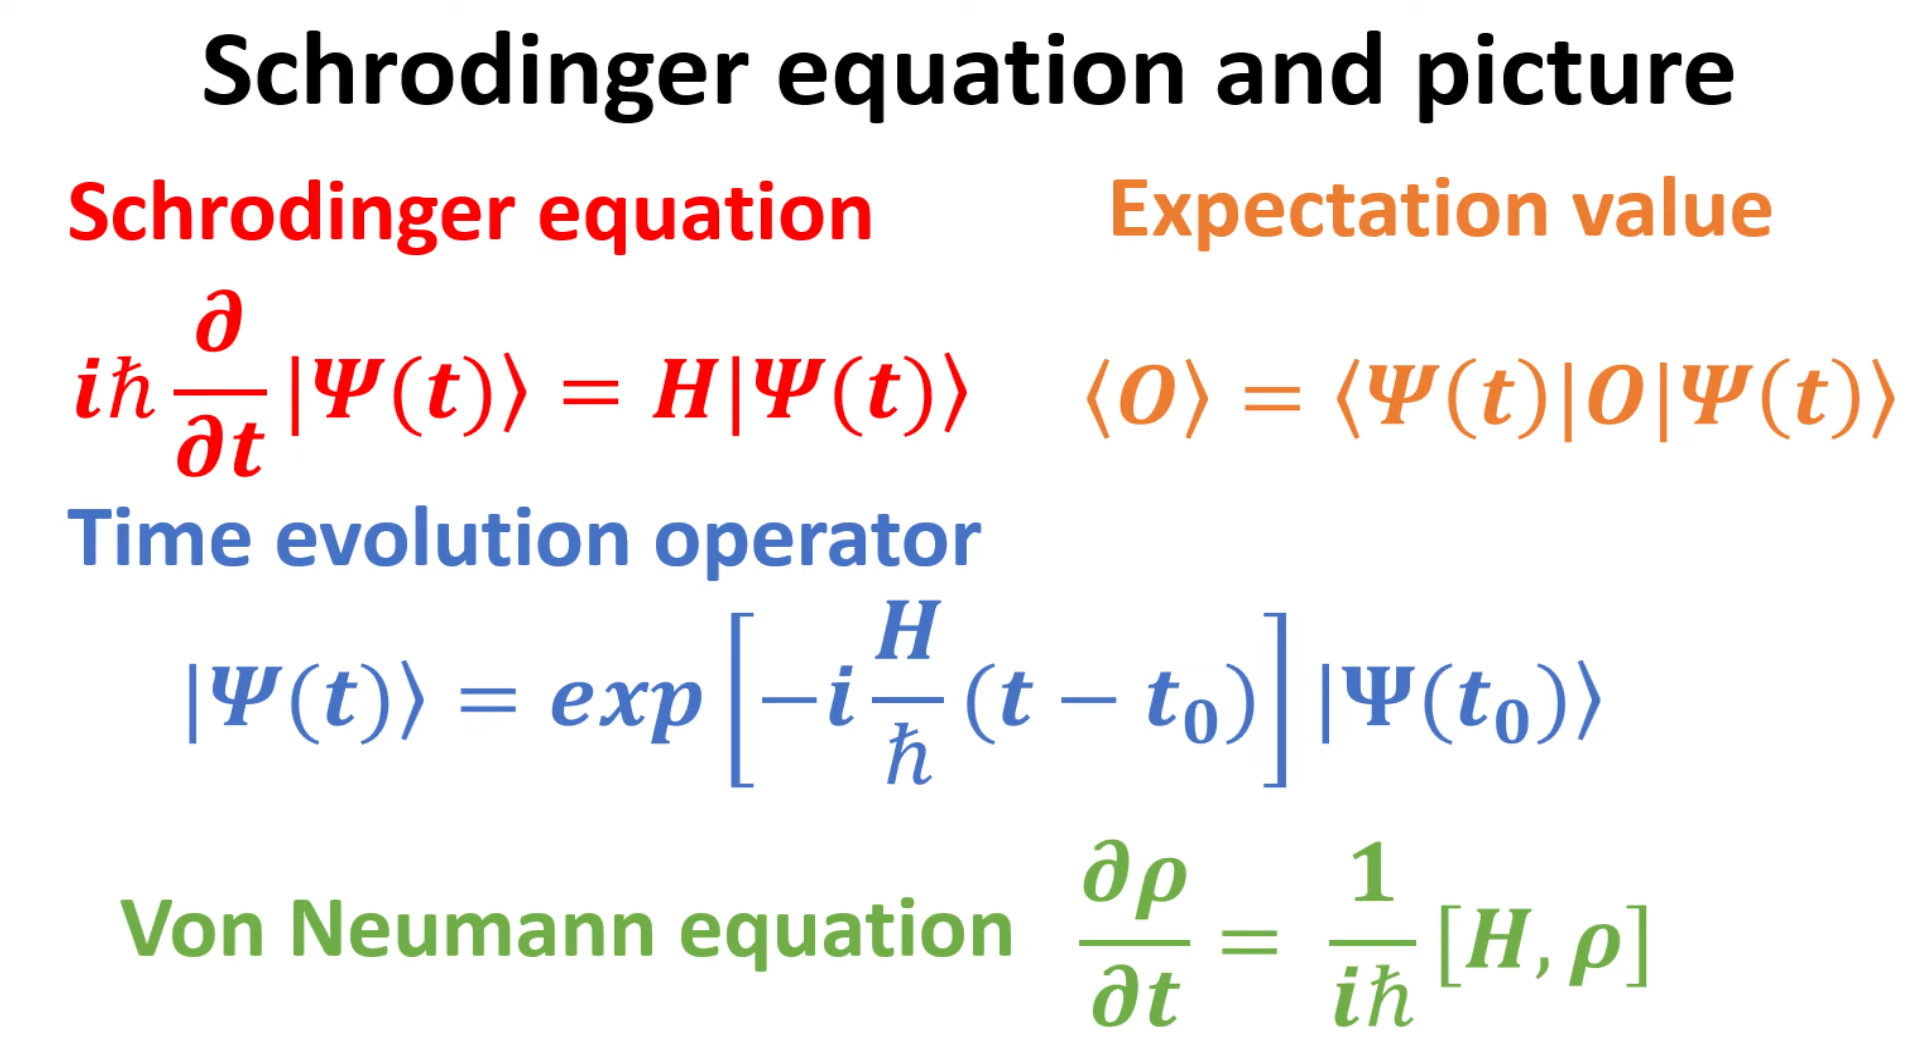 Schrodinger equation and picture
Schrodinger equation
Expectation value
iℏ ∂/∂t |Ψ(t)⟩ = H|Ψ(t)⟩
⟨O⟩ = ⟨Ψ(t)|O|Ψ(t)⟩
Time evolution operator
|Ψ(t)⟩ = exp [−i H/ℏ (t − t₀)] |Ψ(t₀)⟩
Von Neumann equation ∂ρ/∂t = 1/iℏ [H, ρ]